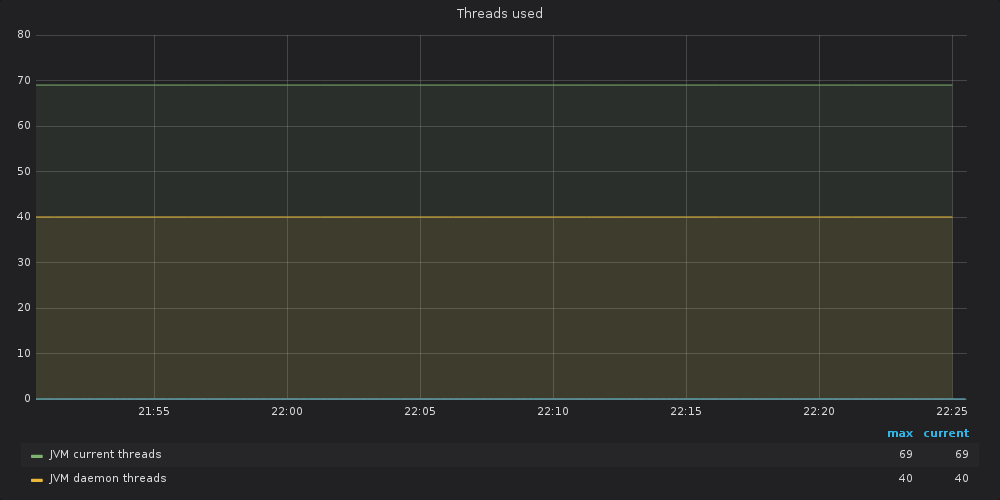 Threads used
80
70
60
50
40
30
20
10
0
21:55 22:00 22:05 22:10 22:15 22:20 22:25
max current
JVM current threads 69 69
JVM daemon threads 40 40